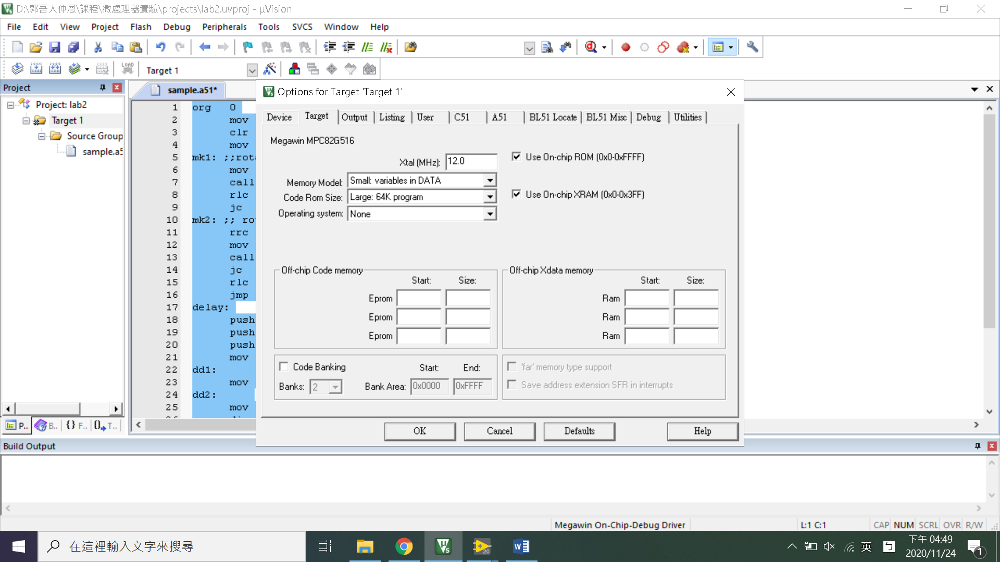 D:\郭吾人仲恩\課程\微處理器實驗\projects\lab2.uvproj - µVision
File Edit View Project Flash Debug Peripherals Tools SVCS Window Help
LOAD Target 1
Project
Project: lab2
Target 1
Source Group
sample.a5
P.. B.. {} F.. T..
sample.a51*
1 org 0
2 mov
3 clr
4 mov
5 mk1: ;;rot
6 mov
7 call
8 rlc
9 jc
10 mk2: ;; ro
11 rrc
12 mov
13 call
14 jc
15 rlc
16 jmp
17 delay:
18 push
19 push
20 push
21 mov
22 dd1:
23 mov
24 dd2:
25 mov
Options for Target 'Target 1'
Device Target Output Listing User C51 A51 BL51 Locate BL51 Misc Debug Utilities
Megawin MPC82G516
Xtal (MHz): 12.0
Memory Model: Small: variables in DATA
Code Rom Size: Large: 64K program
Operating system: None
Use On-chip ROM (0x0-0xFFFF)
Use On-chip XRAM (0x0-0x3FF)
Off-chip Code memory
Start: Size:
Eprom
Eprom
Eprom
Off-chip Xdata memory
Start: Size:
Ram
Ram
Ram
Code Banking Start: End:
Banks: 2 Bank Area: 0x0000 0xFFFF
'far' memory type support
Save address extension SFR in interrupts
OK Cancel Defaults Help
Build Output
Megawin On-Chip-Debug Driver L:1 C:1 CAP NUM SCRL OVR R/W
在這裡輸入文字來搜尋
英
下午 04:49
2020/11/24
1